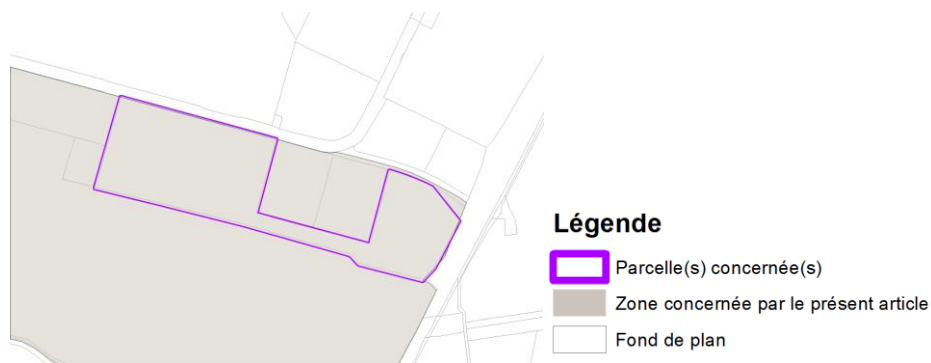 Légende
Parcelle(s) concernée(s)
Zone concernée par le présent article
Fond de plan